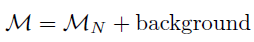 ℳ = ℳ_N + background